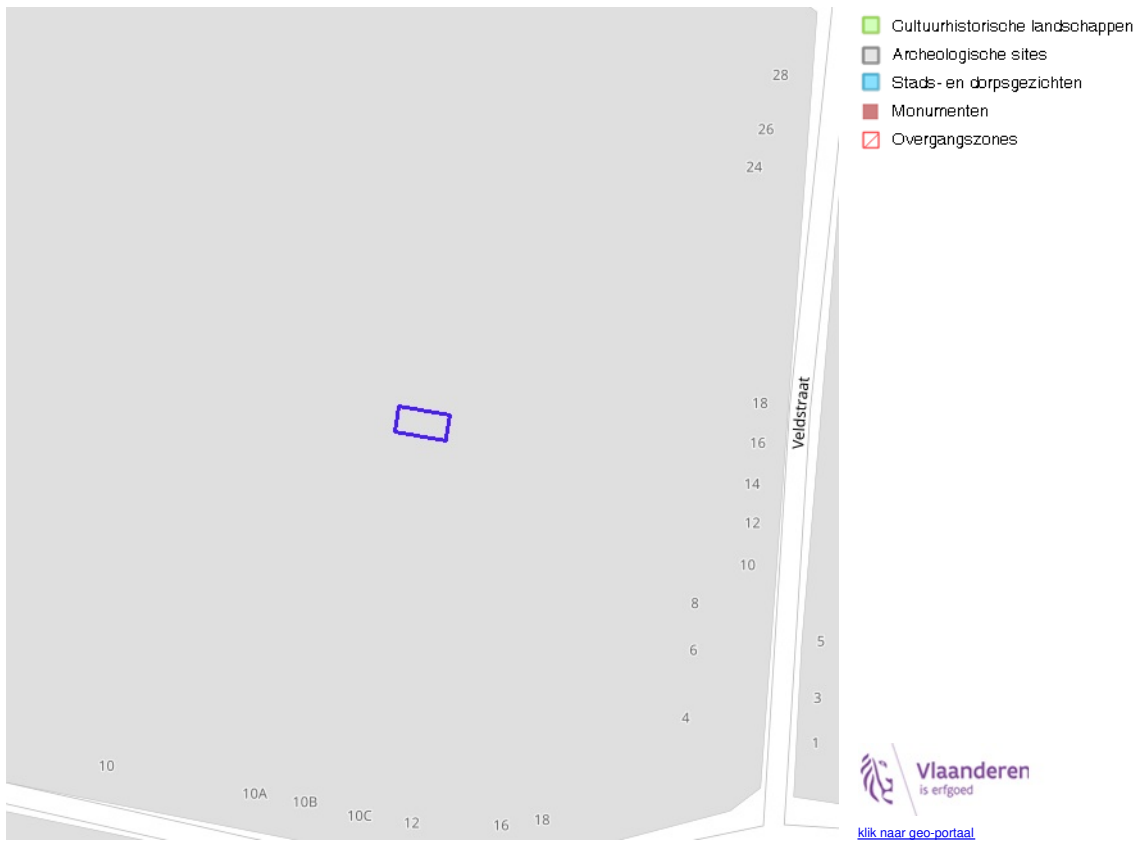 Cultuurhistorische landschappen
Archeologische sites
Stads- en dorpsgezichten
Monumenten
Overgangszones
28
26
24
18
Veldstraat
16
14
12
10
8
6
5
4
3
1
10
10A
10B
10C
12
16
18
Vlaanderen
is erfgoed
klik naar geo-portaal